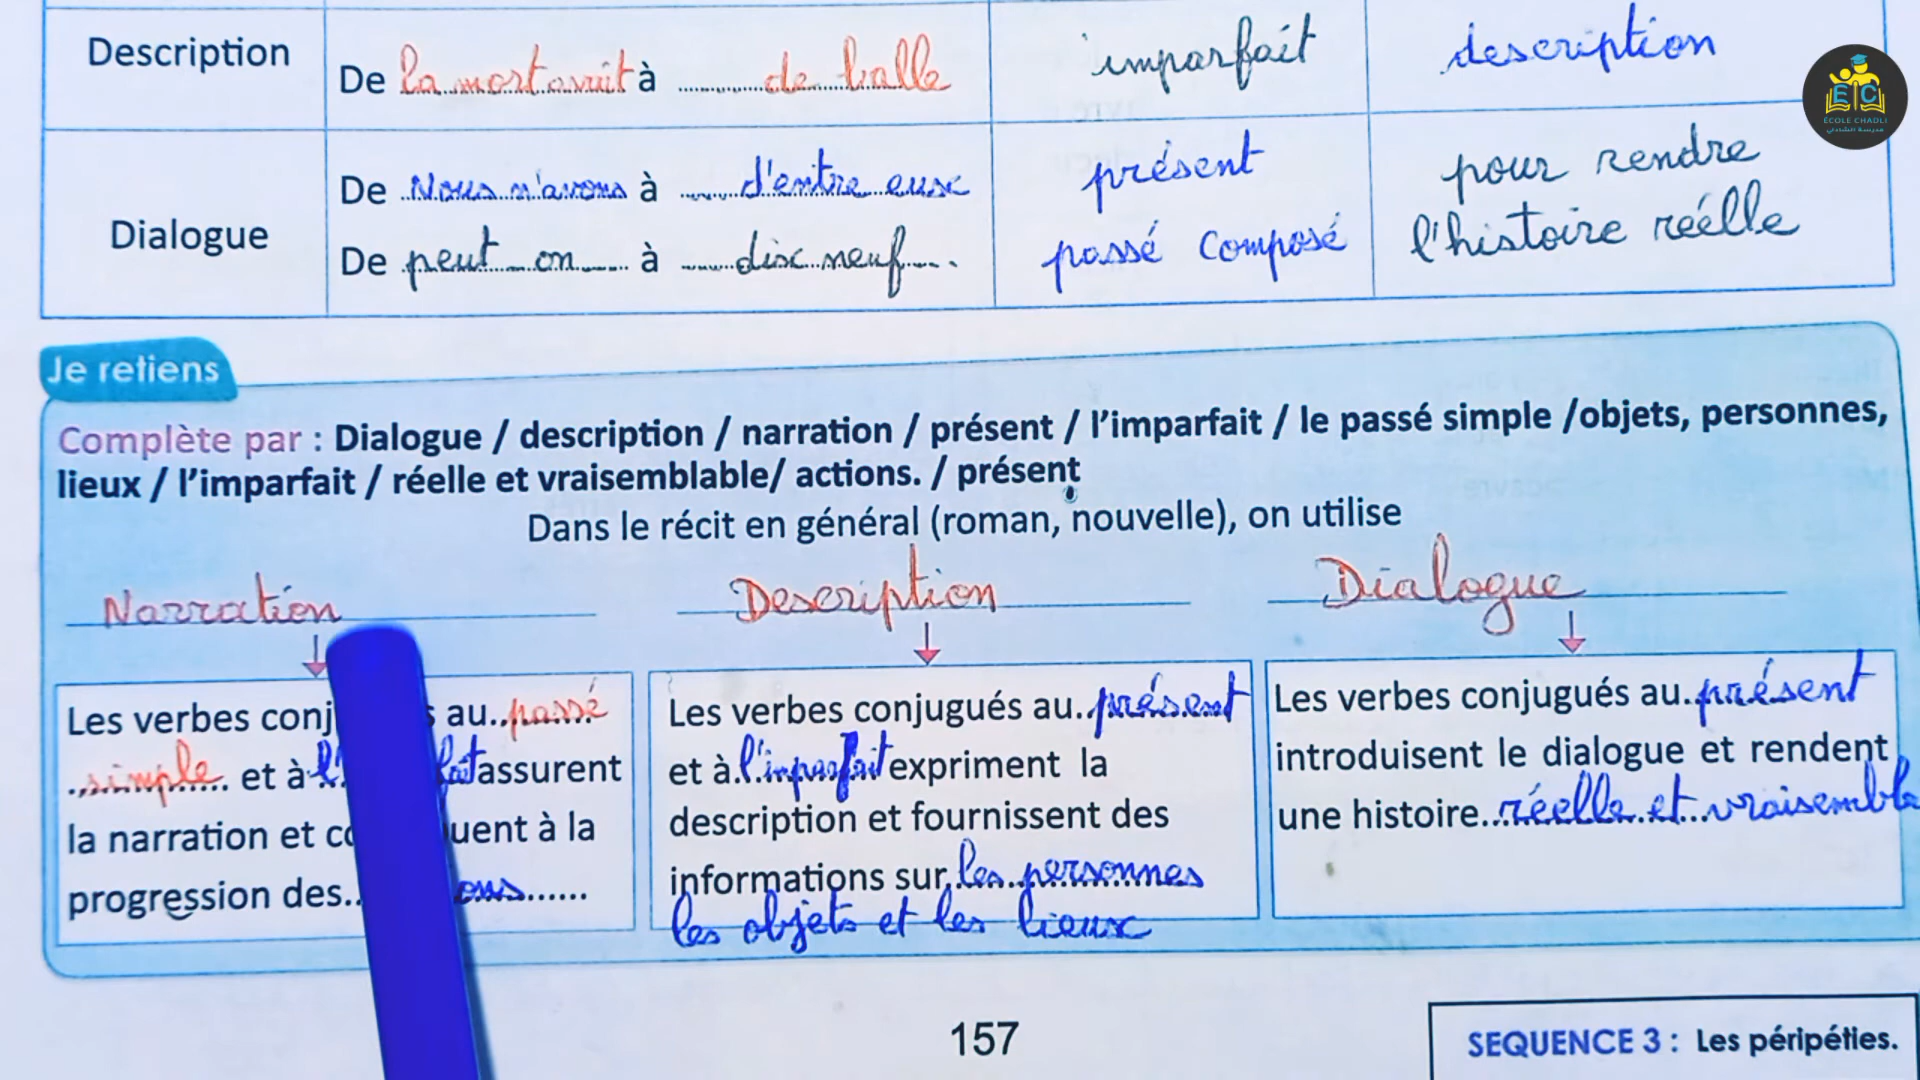 Description
De la mort avait à ............ de balle
imparfait
description
Dialogue
De Nous n'avons à ...... d'entre eux
De peut on ...... à ...... dix neuf ...
présent
passé composé
pour rendre
l'histoire réélle
ECOLE CHADLI
Je retiens
Complète par : Dialogue / description / narration / présent / l'imparfait / le passé simple /objets, personnes,
lieux / l'imparfait / réelle et vraisemblable/ actions. / présent
Dans le récit en général (roman, nouvelle), on utilise
Narration
Description
Dialogue
Les verbes conj au..passé
simple... et à assurent
la narration et uent à la
progression des.. ons......
Les verbes conjugués au..présent
et à.l'imparfait expriment la
description et fournissent des
informations sur les personnes
les objets et les lieux
Les verbes conjugués au..présent
introduisent le dialogue et rendent
une histoire...réelle et vraisembl
157
SEQUENCE 3 : Les péripéties.